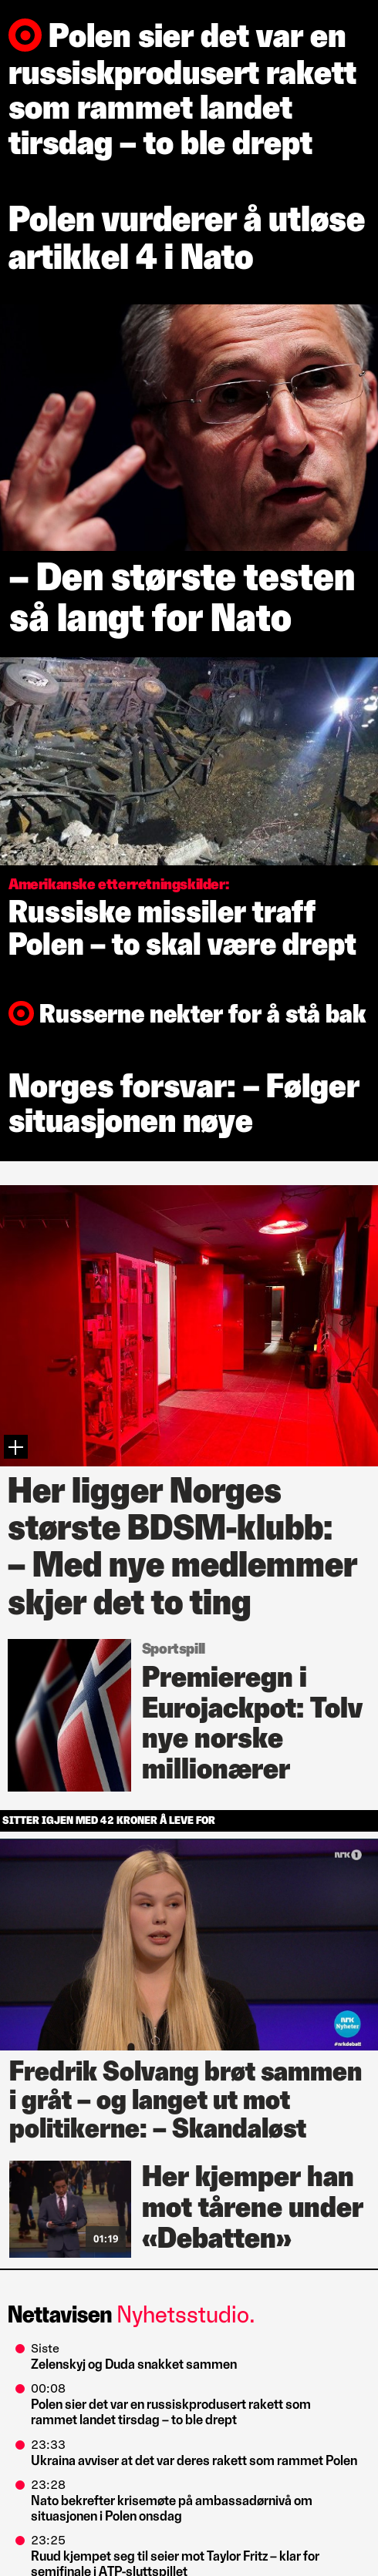 Polen sier det var en
russiskprodusert rakett
som rammet landet
tirsdag – to ble drept
Polen vurderer å utløse
artikkel 4 i Nato
– Den største testen
så langt for Nato
Amerikanske etterretningskilder:
Russiske missiler traff
Polen – to skal være drept
Russerne nekter for å stå bak
Norges forsvar: – Følger
situasjonen nøye
Her ligger Norges
største BDSM-klubb:
– Med nye medlemmer
skjer det to ting
Sportspill
Premieregn i
Eurojackpot: Tolv
nye norske
millionærer
SITTER IGJEN MED 42 KRONER Å LEVE FOR
NRK 1
NRK
Nyheter
#nrkdebatt
Fredrik Solvang brøt sammen
i gråt – og langet ut mot
politikerne: – Skandaløst
01:19
Her kjemper han
mot tårene under
«Debatten»
Nettavisen Nyhetsstudio.
Siste
Zelenskyj og Duda snakket sammen
00:08
Polen sier det var en russiskprodusert rakett som
rammet landet tirsdag – to ble drept
23:33
Ukraina avviser at det var deres rakett som rammet Polen
23:28
Nato bekrefter krisemøte på ambassadørnivå om
situasjonen i Polen onsdag
23:25
Ruud kjempet seg til seier mot Taylor Fritz – klar for
semifinale i ATP-sluttspillet